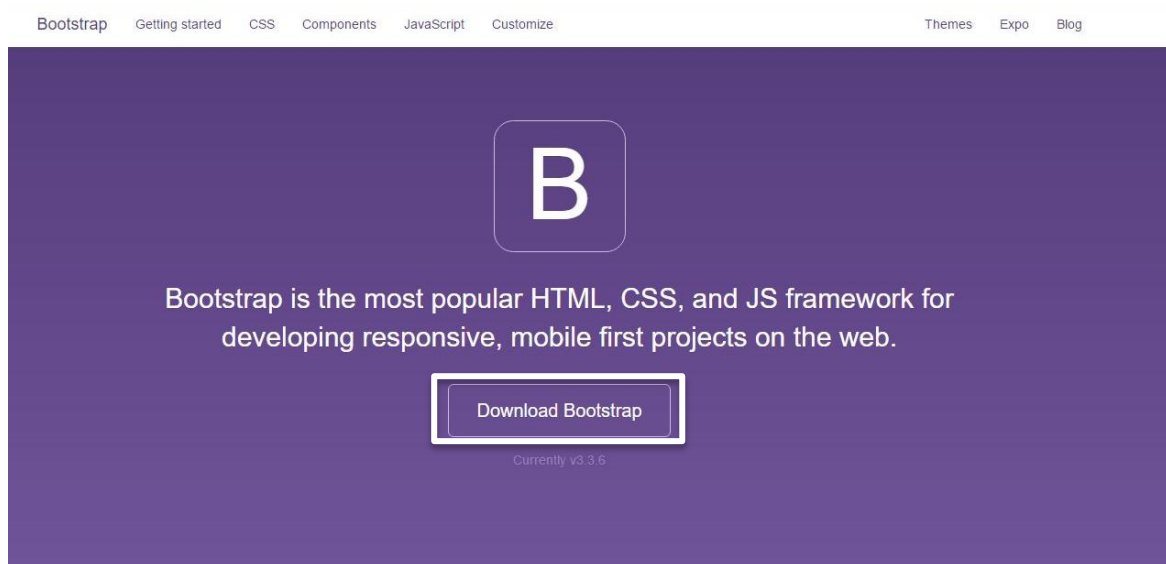 Bootstrap Getting started CSS Components JavaScript Customize Themes Expo Blog
B
Bootstrap is the most popular HTML, CSS, and JS framework for
developing responsive, mobile first projects on the web.
Download Bootstrap
Currently v3.3.6